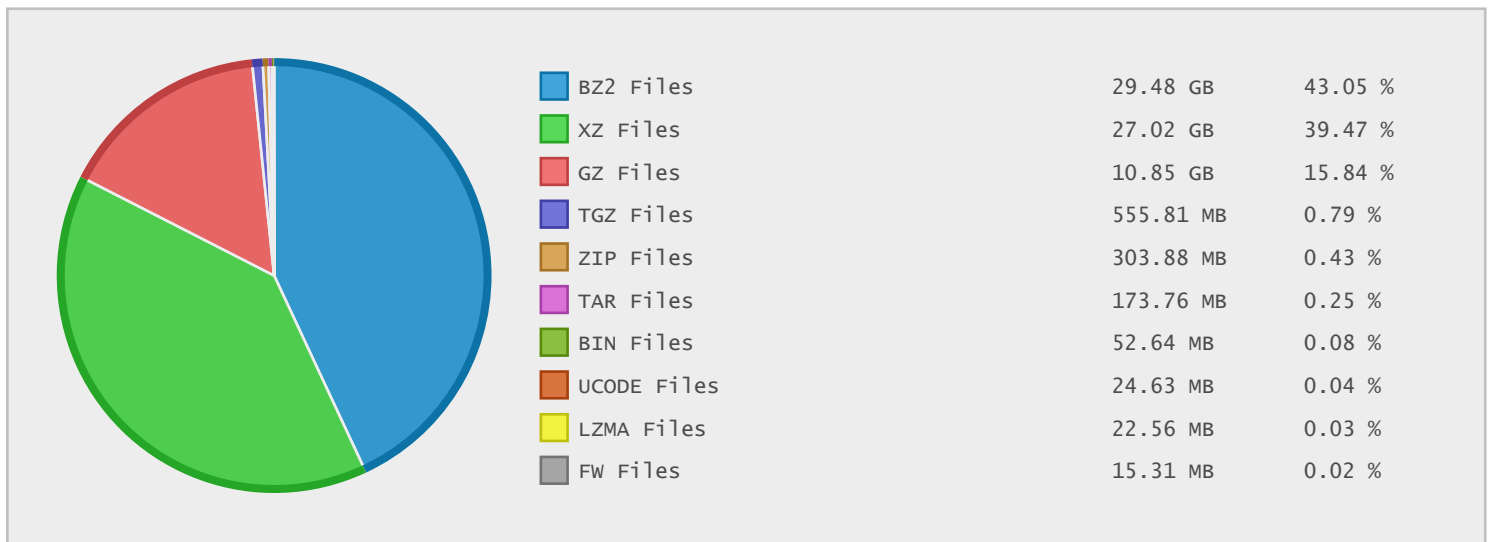 BZ2 Files 29.48 GB 43.05 %
XZ Files 27.02 GB 39.47 %
GZ Files 10.85 GB 15.84 %
TGZ Files 555.81 MB 0.79 %
ZIP Files 303.88 MB 0.43 %
TAR Files 173.76 MB 0.25 %
BIN Files 52.64 MB 0.08 %
UCODE Files 24.63 MB 0.04 %
LZMA Files 22.56 MB 0.03 %
FW Files 15.31 MB 0.02 %